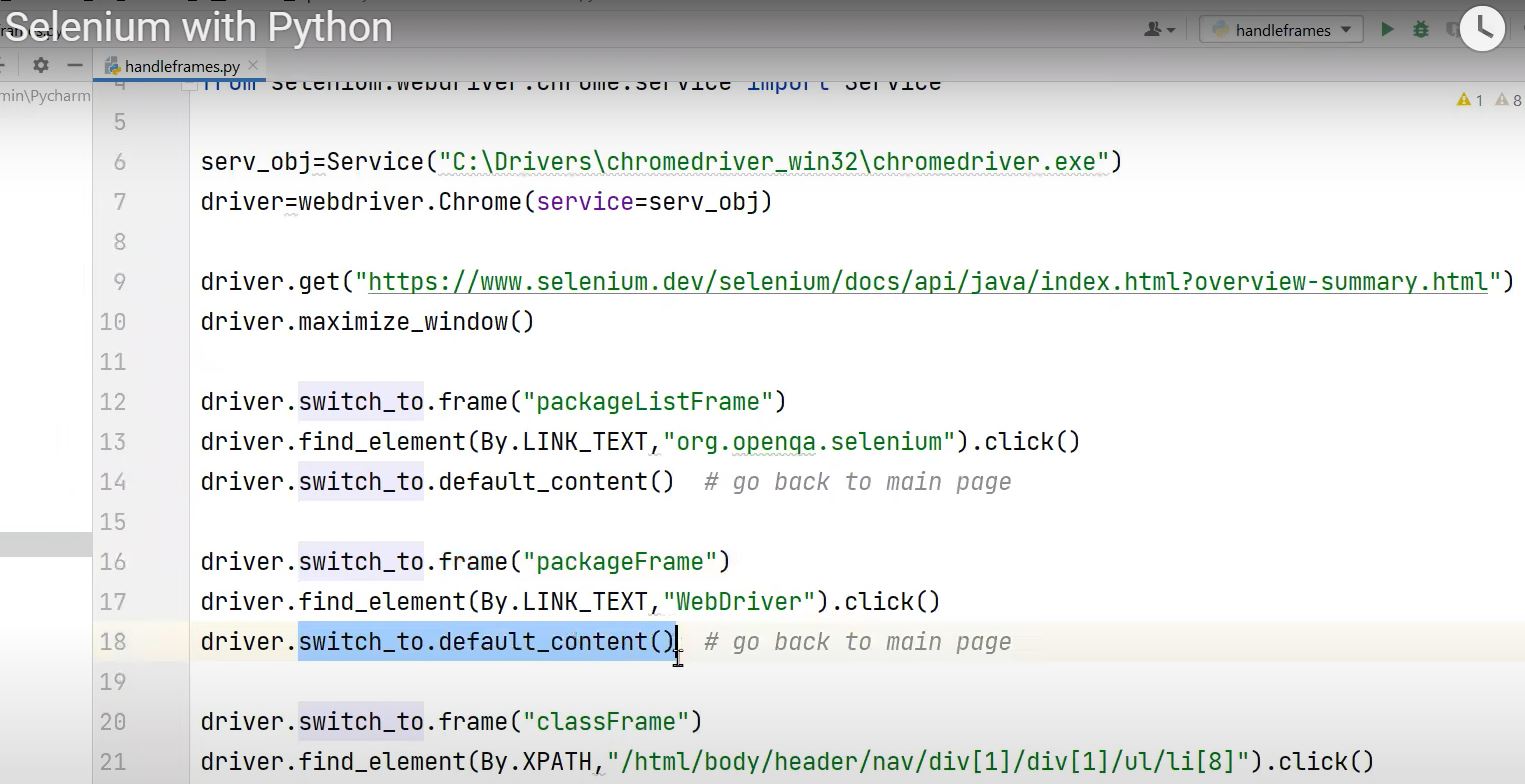 Selenium with Python
handleframes
handleframes.py
min\Pycharm
1 8
4 from selenium.webdriver.chrome.service import Service
5
6 serv_obj=Service("C:\Drivers\chromedriver_win32\chromedriver.exe")
7 driver=webdriver.Chrome(service=serv_obj)
8
9 driver.get("https://www.selenium.dev/selenium/docs/api/java/index.html?overview-summary.html")
10 driver.maximize_window()
11
12 driver.switch_to.frame("packageListFrame")
13 driver.find_element(By.LINK_TEXT,"org.openqa.selenium").click()
14 driver.switch_to.default_content()  # go back to main page
15
16 driver.switch_to.frame("packageFrame")
17 driver.find_element(By.LINK_TEXT,"WebDriver").click()
18 driver.switch_to.default_content()  # go back to main page
19
20 driver.switch_to.frame("classFrame")
21 driver.find_element(By.XPATH,"/html/body/header/nav/div[1]/div[1]/ul/li[8]").click()